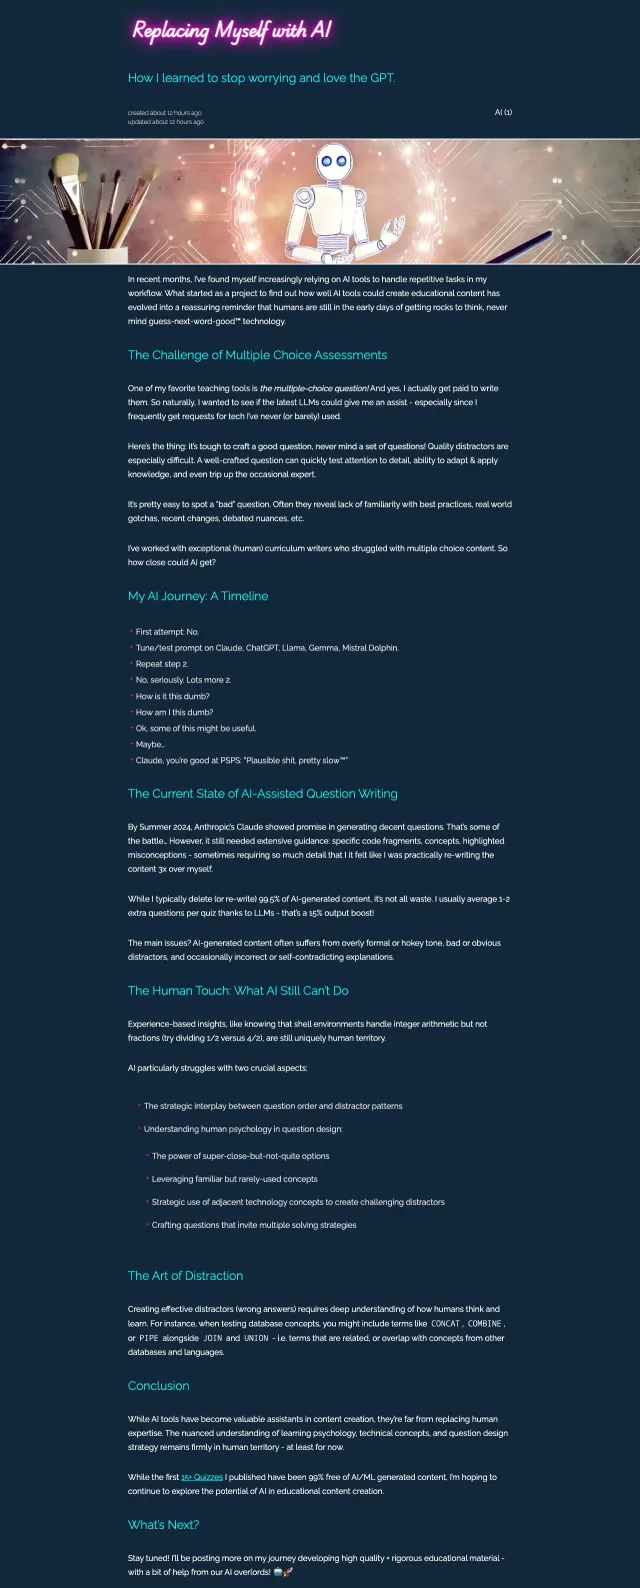 Replacing Myself with AI
How I learned to stop worrying and love the GPT.
created about 12 hours ago
AI (1)
updated about 12 hours ago
In recent months, I've found myself increasingly relying on AI tools to handle repetitive tasks in my
workflow. What started as a project to find out how well AI tools could create educational content has
evolved into a reassuring reminder that humans are still in the early days of getting rocks to think, never
mind guess-next-word-good™ technology.
The Challenge of Multiple Choice Assessments
One of my favorite teaching tools is the multiple-choice question! And yes, I actually get paid to write
them. So naturally, I wanted to see if the latest LLMs could give me an assist - especially since I
frequently get requests for tech I've never (or barely) used.
Here's the thing: it's tough to craft a good question, never mind a set of questions! Quality distractors are
especially difficult. A well-crafted question can quickly test attention to detail, ability to adapt & apply
knowledge, and even trip up the occasional expert.
It's pretty easy to spot a "bad" question. Often they reveal lack of familiarity with best practices, real world
gotchas, recent changes, debated nuances, etc.
I've worked with exceptional (human) curriculum writers who struggled with multiple choice content. So
how close could AI get?
My AI Journey: A Timeline
First attempt: No.
Tune/test prompt on Claude, ChatGPT, Llama, Gemma, Mistral Dolphin.
Repeat step 2.
No, seriously. Lots more 2.
How is it this dumb?
How am I this dumb?
Ok, some of this might be useful.
Maybe...
Claude, you're good at PSPS: "Plausible shit, pretty slow™"
The Current State of AI-Assisted Question Writing
By Summer 2024, Anthropic's Claude showed promise in generating decent questions. That's some of
the battle... However, it still needed extensive guidance: specific code fragments, concepts, highlighted
misconceptions - sometimes requiring so much detail that I it felt like I was practically re-writing the
content 3x over myself.
While I typically delete (or re-write) 99.5% of AI-generated content, it's not all waste. I usually average 1-2
extra questions per quiz thanks to LLMs - that's a 15% output boost!
The main issues? AI-generated content often suffers from overly formal or hokey tone, bad or obvious
distractors, and occasionally incorrect or self-contradicting explanations.
The Human Touch: What AI Still Can't Do
Experience-based insights, like knowing that shell environments handle integer arithmetic but not
fractions (try dividing 1/2 versus 4/2), are still uniquely human territory.
AI particularly struggles with two crucial aspects:
The strategic interplay between question order and distractor patterns
Understanding human psychology in question design:
The power of super-close-but-not-quite options
Leveraging familiar but rarely-used concepts
Strategic use of adjacent technology concepts to create challenging distractors
Crafting questions that invite multiple solving strategies
The Art of Distraction
Creating effective distractors (wrong answers) requires deep understanding of how humans think and
learn. For instance, when testing database concepts, you might include terms like CONCAT, COMBINE,
or PIPE alongside JOIN and UNION - i.e. terms that are related, or overlap with concepts from other
databases and languages.
Conclusion
While AI tools have become valuable assistants in content creation, they're far from replacing human
expertise. The nuanced understanding of learning psychology, technical concepts, and question design
strategy remains firmly in human territory - at least for now.
While the first 15+ Quizzes I published have been 99% free of AI/ML generated content, I'm hoping to
continue to explore the potential of AI in educational content creation.
What's Next?
Stay tuned! I'll be posting more on my journey developing high quality + rigorous educational material -
with a bit of help from our AI overlords! 🤖🚀